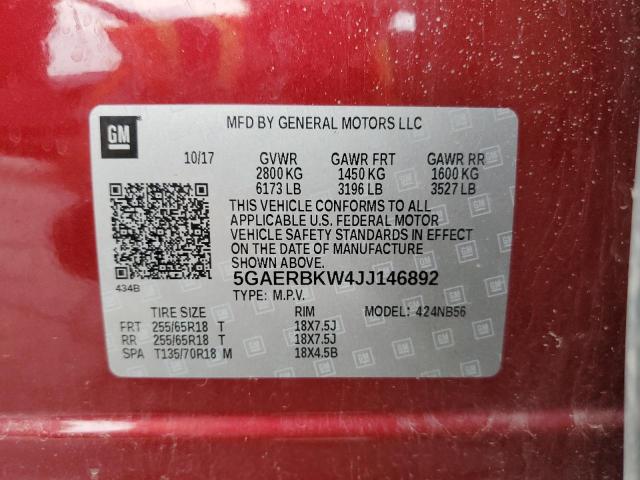 GM
MFD BY GENERAL MOTORS LLC
10/17 GVWR GAWR FRT GAWR RR
2800 KG 1450 KG 1600 KG
6173 LB 3196 LB 3527 LB
THIS VEHICLE CONFORMS TO ALL
APPLICABLE U.S. FEDERAL MOTOR
VEHICLE SAFETY STANDARDS IN EFFECT
ON THE DATE OF MANUFACTURE
SHOWN ABOVE.
434B
5GAERBKW4JJ146892
TYPE: M.P.V. MODEL: 424NB56
TIRE SIZE RIM
FRT 255/65R18 T 18X7.5J
RR 255/65R18 T 18X7.5J
SPA T135/70R18 M 18X4.5B